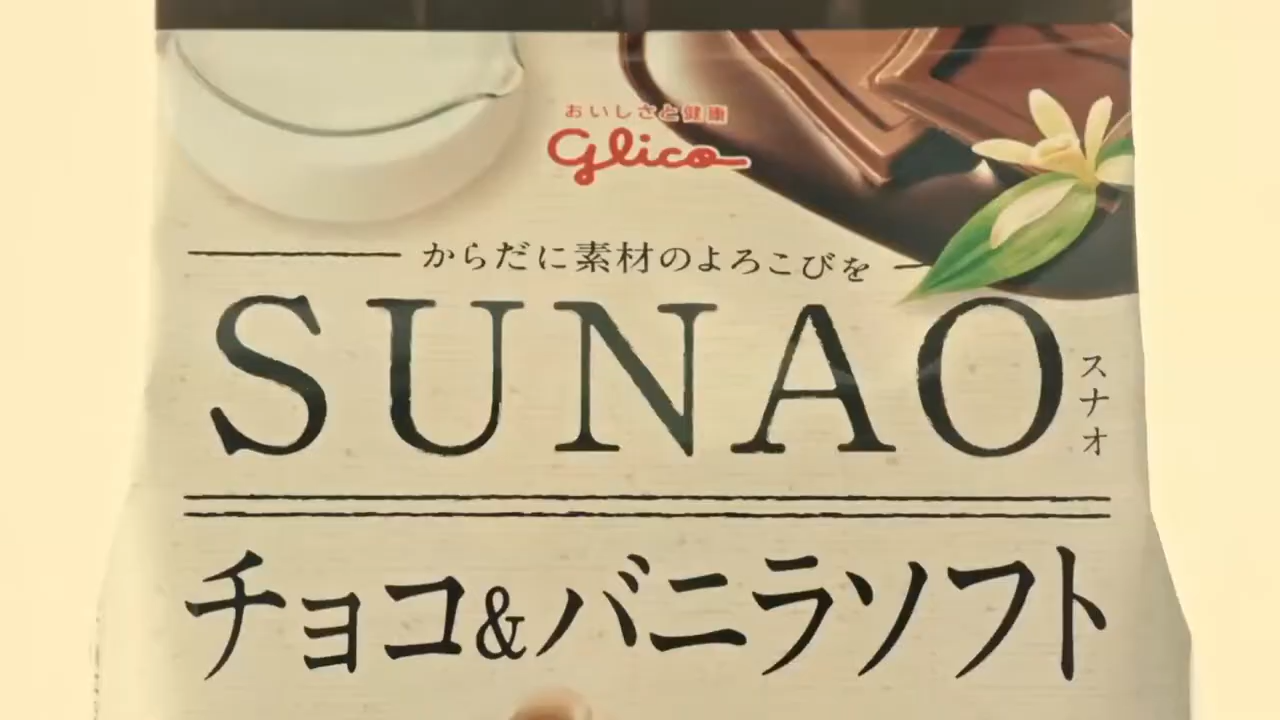 おいしさと健康
Glico
からだに素材のよろこびを
SUNAO
スナオ
チョコ&バニラソフト